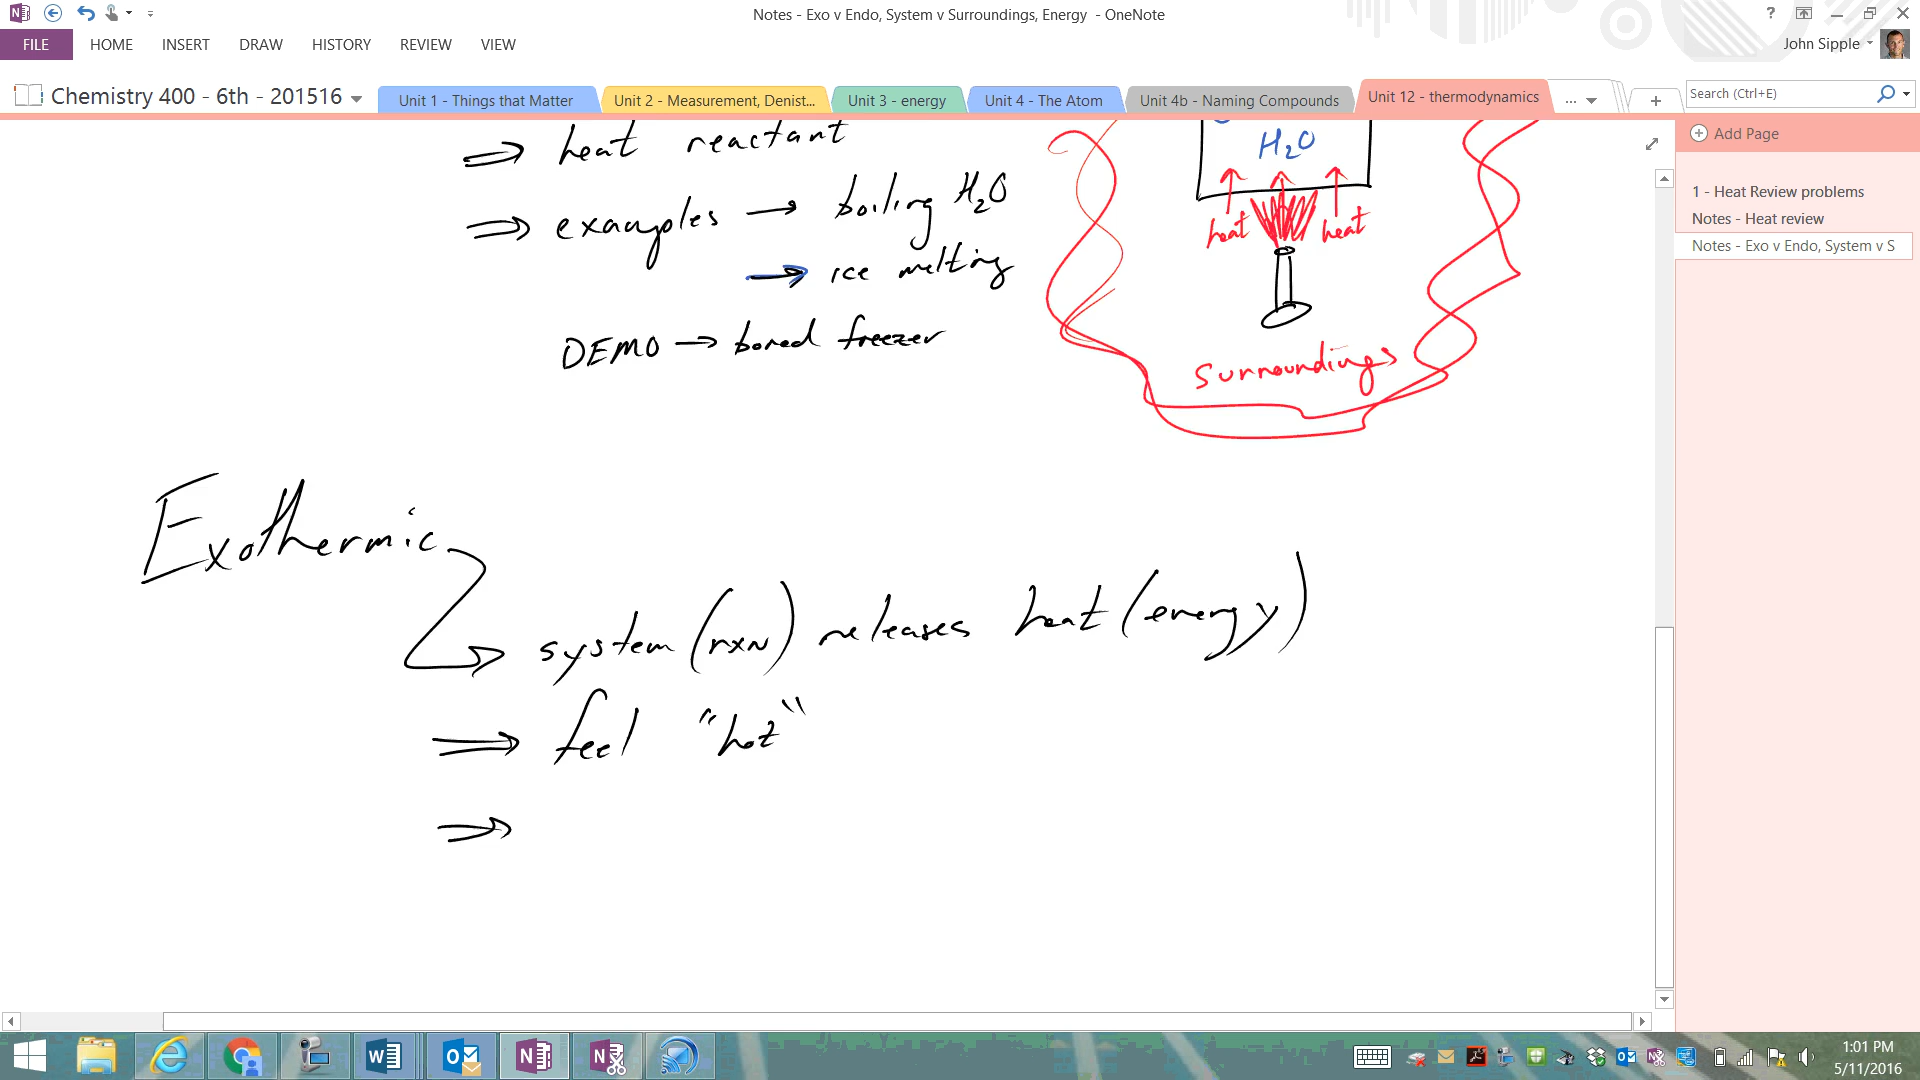 Notes - Exo v Endo, System v Surroundings, Energy - OneNote
?
FILE HOME INSERT DRAW HISTORY REVIEW VIEW
John Sipple
Chemistry 400 - 6th - 201516
Unit 1 - Things that Matter
Unit 2 - Measurement, Denist...
Unit 3 - energy
Unit 4 - The Atom
Unit 4b - Naming Compounds
Unit 12 - thermodynamics
...
Search (Ctrl+E)
Add Page
1 - Heat Review problems
Notes - Heat review
Notes - Exo v Endo, System v S
⇒ heat reactant
⇒ examples → boiling H₂O
→ ice melting
DEMO → bored freezer
H₂O
heat heat
Surroundings
Exothermic
system (rxn) releases heat (energy)
⇒ feel "hot"
⇒
1:01 PM
5/11/2016